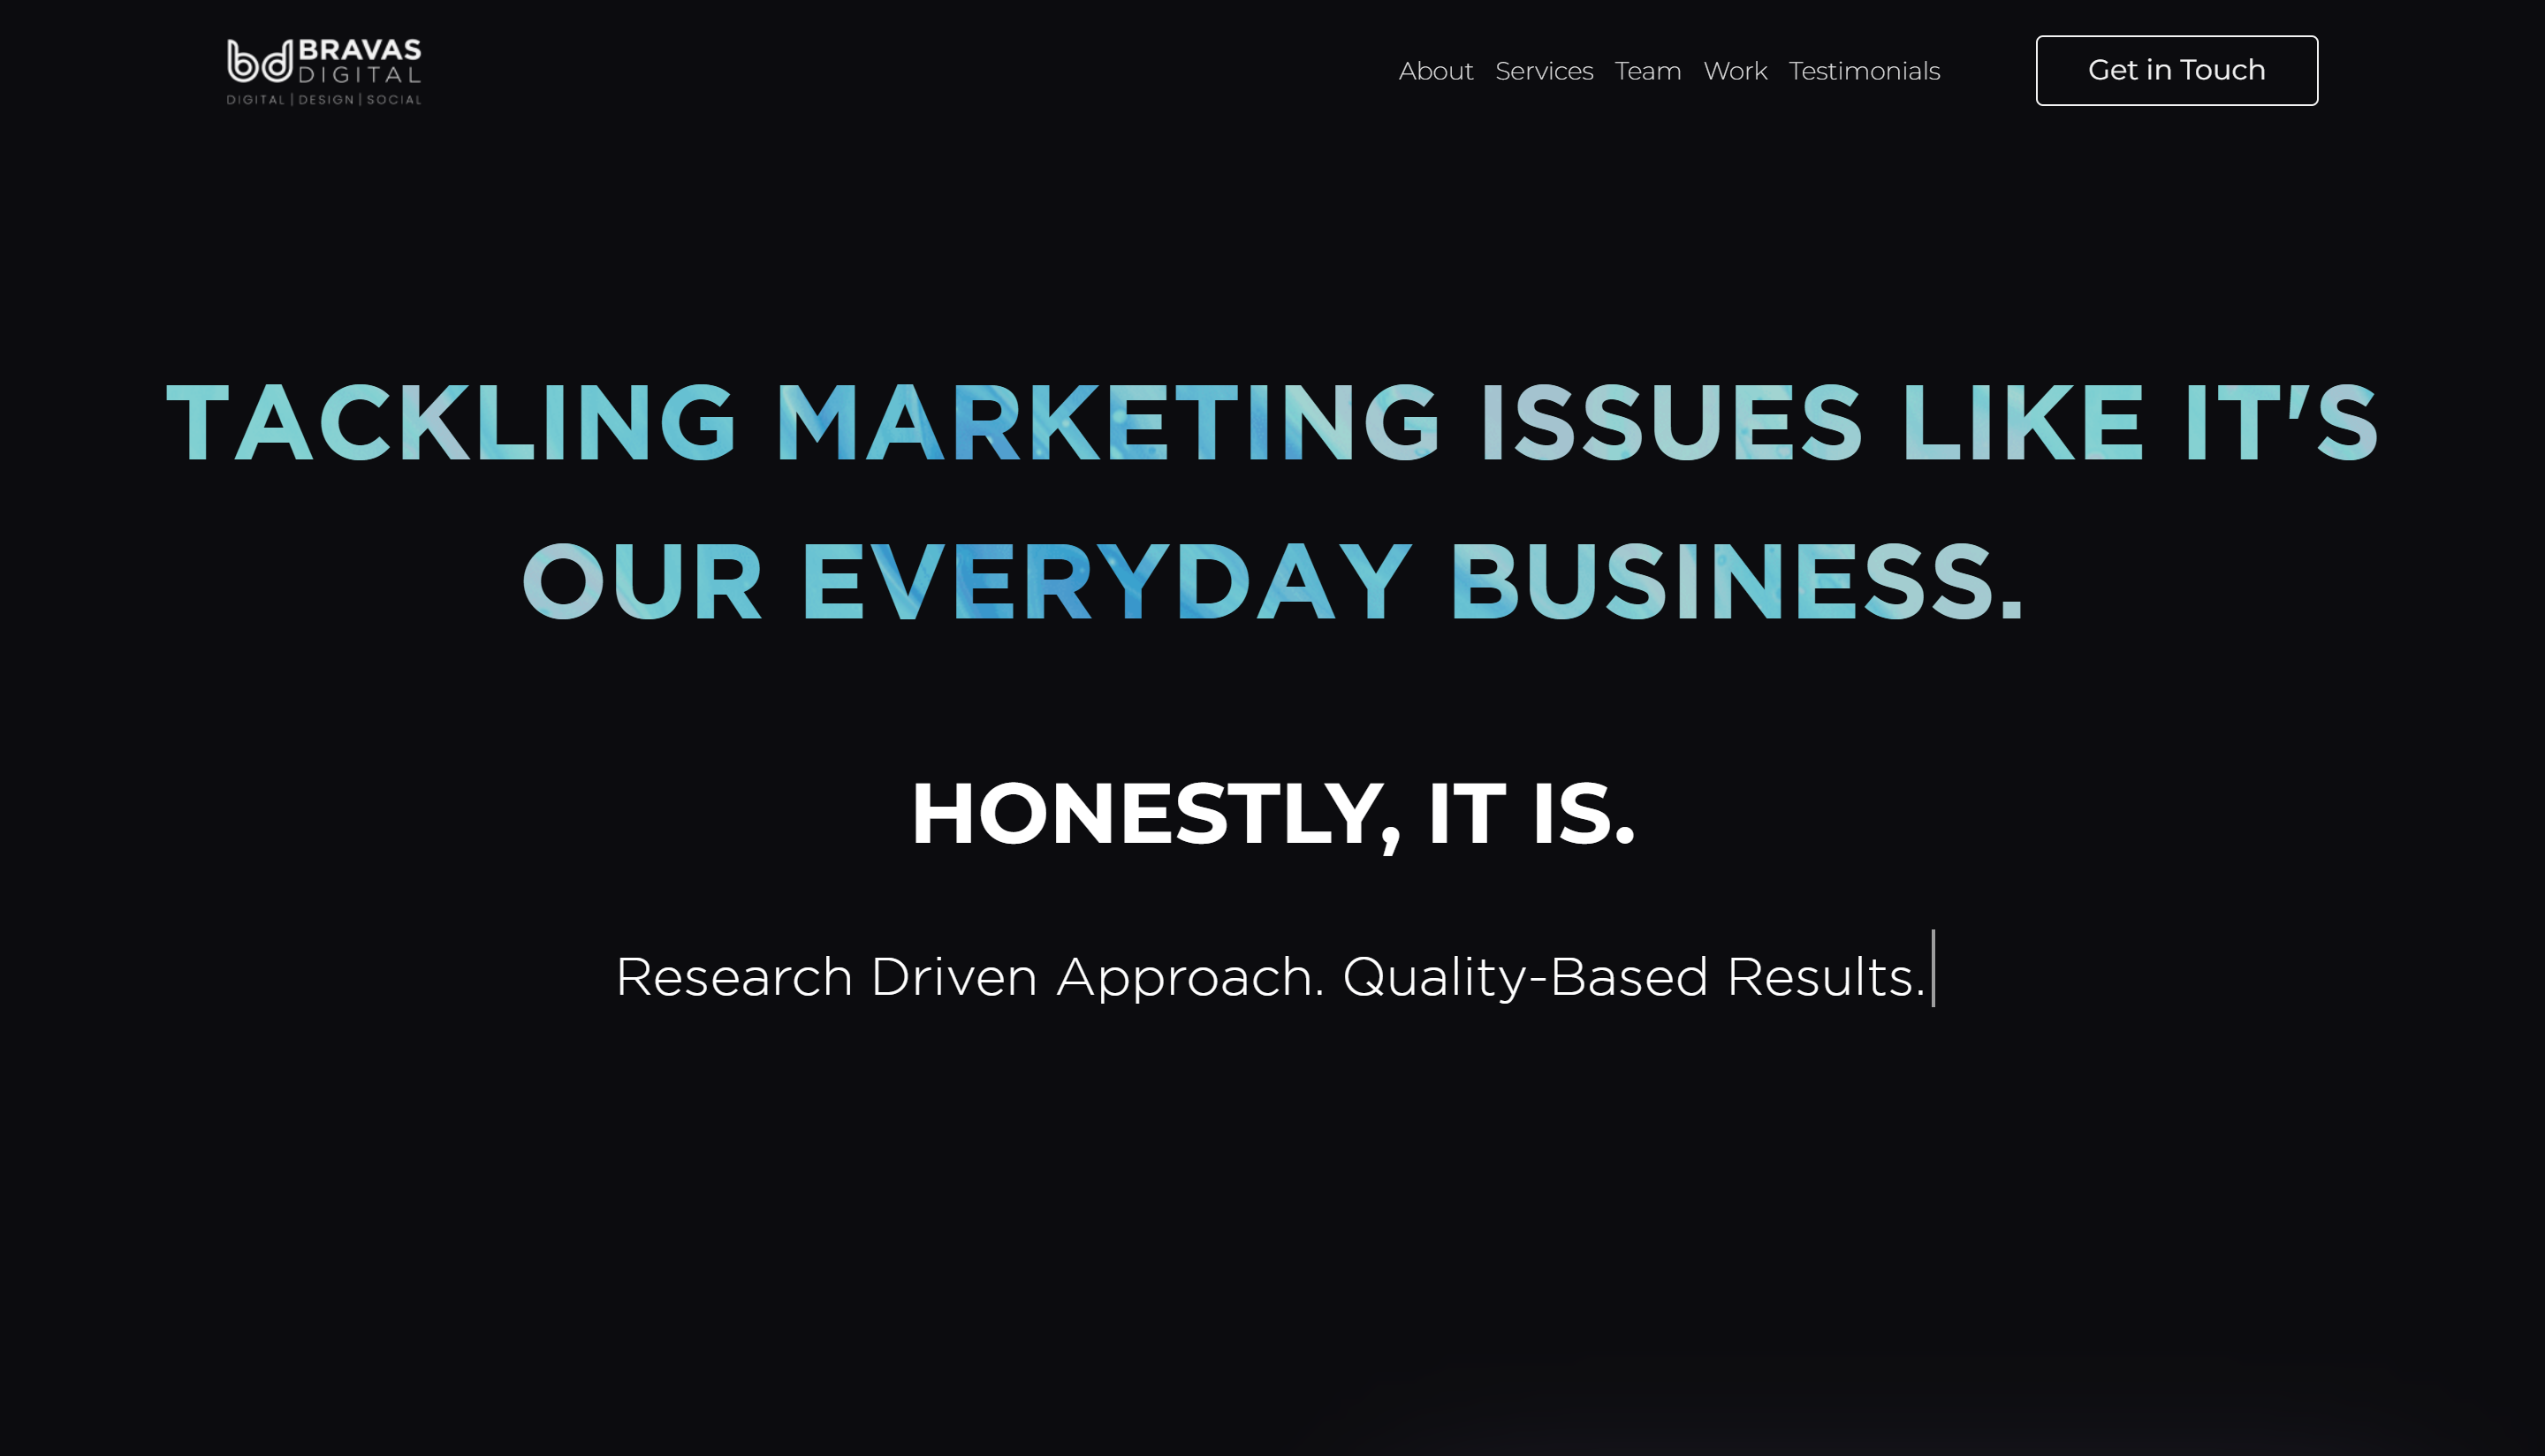 bd BRAVAS
DIGITAL
DIGITAL | DESIGN | SOCIAL
About Services Team Work Testimonials
Get in Touch
TACKLING MARKETING ISSUES LIKE IT'S
OUR EVERYDAY BUSINESS.
HONESTLY, IT IS.
Research Driven Approach. Quality-Based Results.